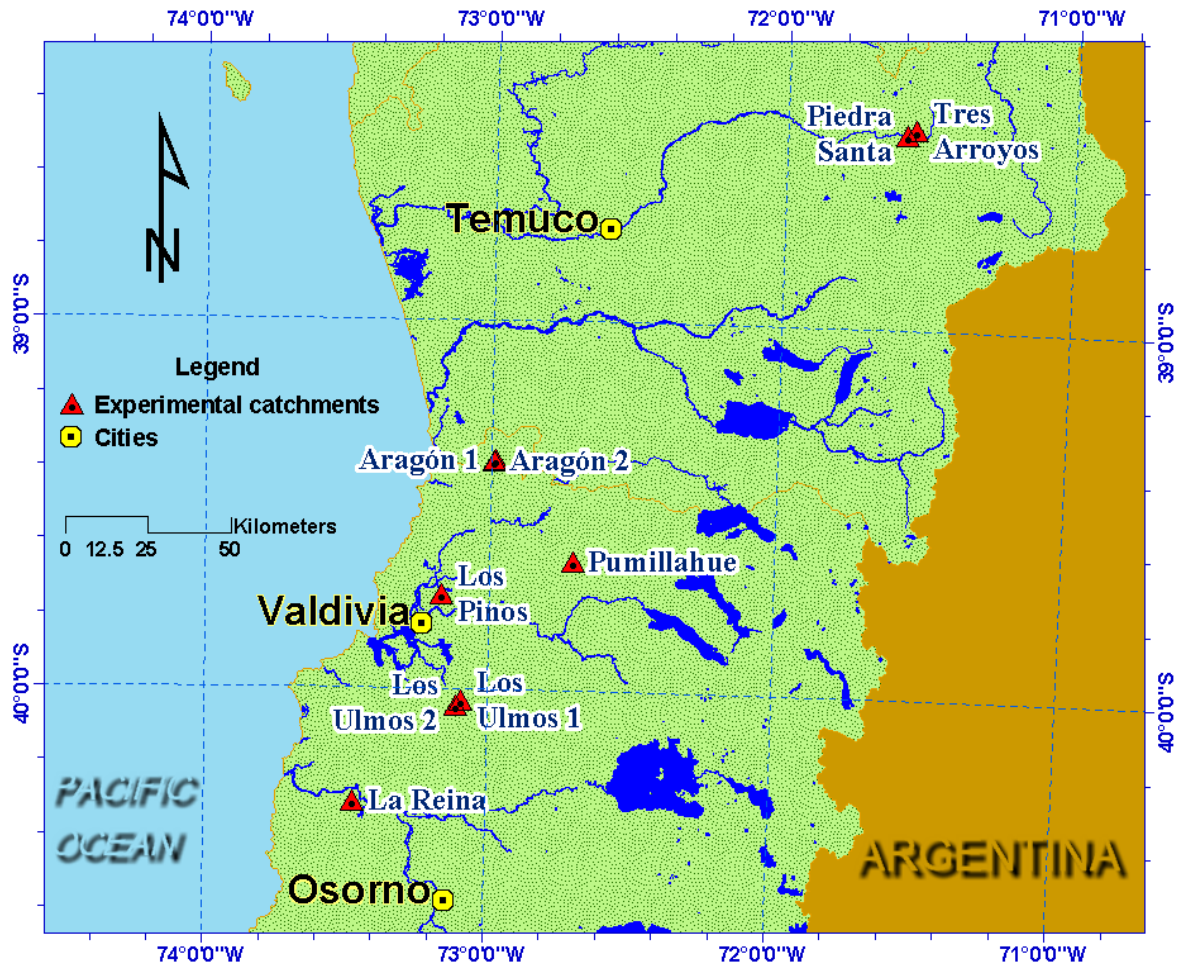 74°0'0"W 73°0'0"W 72°0'0"W 71°0'0"W
Piedra
Santa
Tres
Arroyos
Temuco
N
39°0'0"S
39°0'0"S
Legend
Experimental catchments
Cities
Kilometers
0 12.5 25 50
Aragón 1
Aragón 2
Pumillahue
Los
Pinos
Valdivia
Los
Ulmos 2
Los
Ulmos 1
40°0'0"S
40°0'0"S
La Reina
PACIFIC
OCEAN
ARGENTINA
Osorno
74°0'0"W 73°0'0"W 72°0'0"W 71°0'0"W